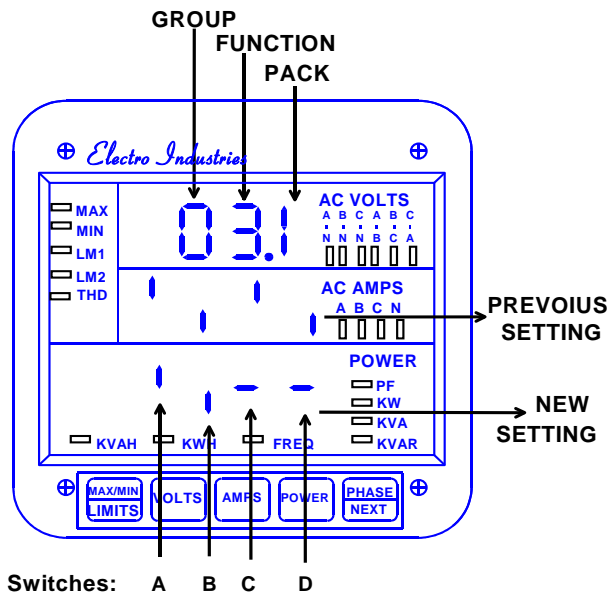 GROUP
FUNCTION
PACK
Electro Industries
MAX
MIN
LM1
LM2
THD
03.1
AC VOLTS
A B C A B C
- - - - - -
N N N B C A
AC AMPS
A B C N
PREVOIUS
SETTING
POWER
PF
KW
KVA
KVAR
NEW
SETTING
KVAH KWH FREQ
MAX/MIN
LIMITS
VOLTS
AMPS
POWER
PHASE
NEXT
Switches: A B C D